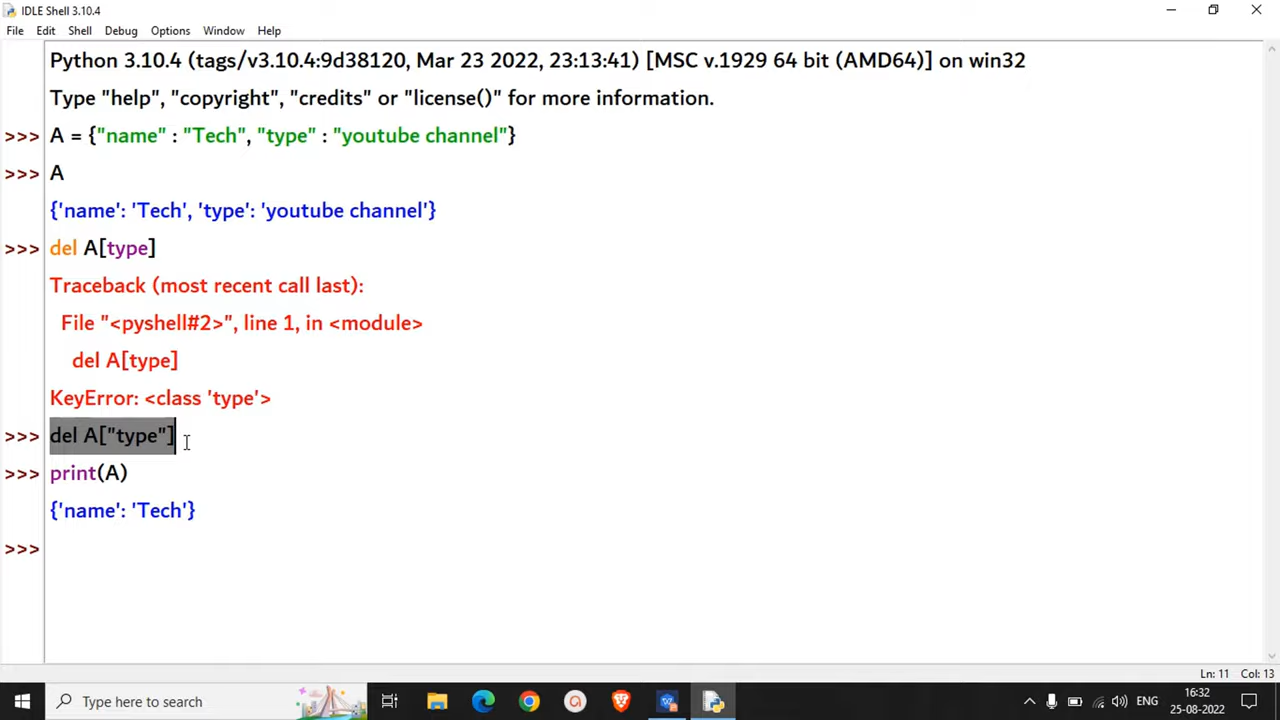 IDLE Shell 3.10.4
File Edit Shell Debug Options Window Help
Python 3.10.4 (tags/v3.10.4:9d38120, Mar 23 2022, 23:13:41) [MSC v.1929 64 bit (AMD64)] on win32
Type "help", "copyright", "credits" or "license()" for more information.
>>> A = {"name" : "Tech", "type" : "youtube channel"}
>>> A
{'name': 'Tech', 'type': 'youtube channel'}
>>> del A[type]
Traceback (most recent call last):
File "<pyshell#2>", line 1, in <module>
del A[type]
KeyError: <class 'type'>
>>> del A["type"]
>>> print(A)
{'name': 'Tech'}
>>>
Ln: 11 Col: 13
Type here to search
ENG
16:32
25-08-2022